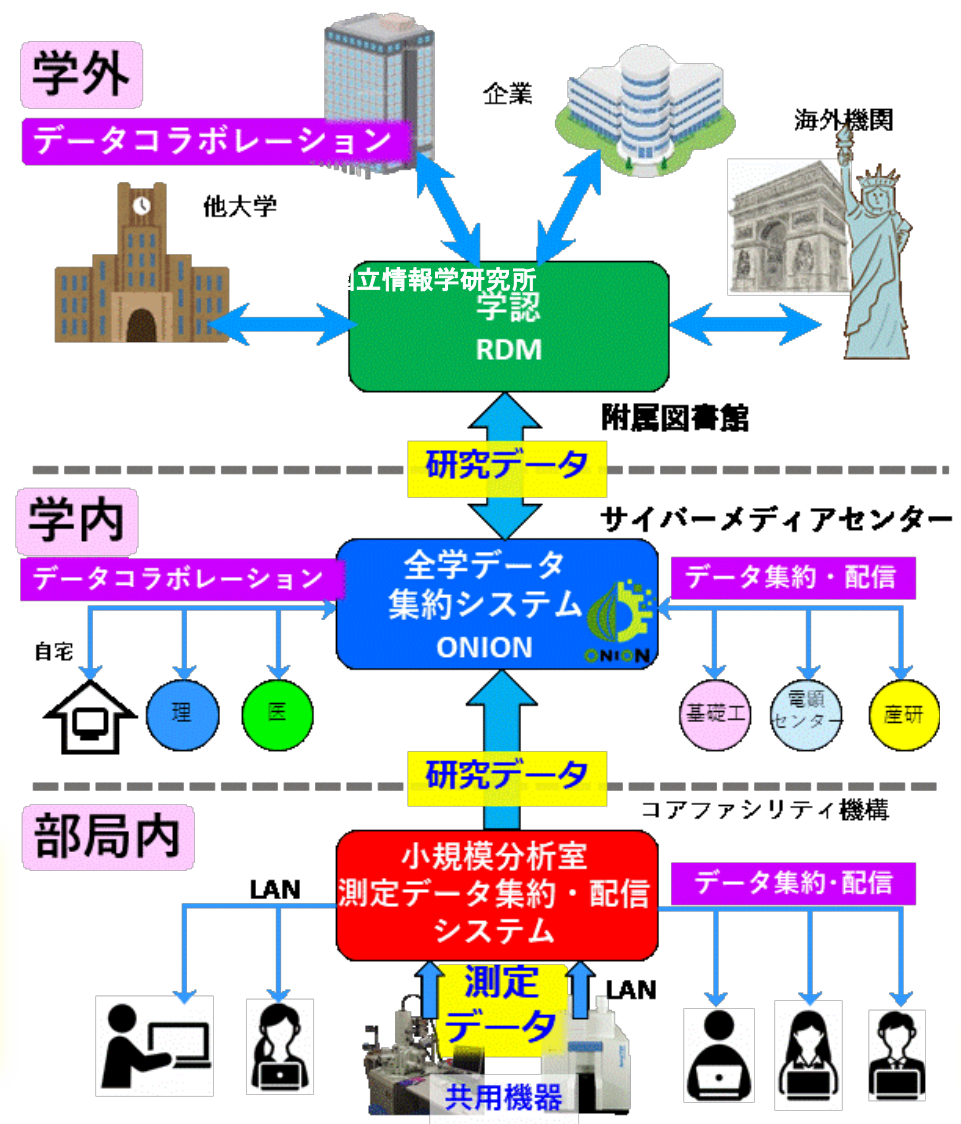 学外
企業
データコラボレーション
海外機関
他大学
立情報学研究所
学認
RDM
附属図書館
研究データ
学内
サイバーメディアセンター
データコラボレーション
全学データ
集約システム
ONION
ONION
データ集約・配信
自宅
理
医
基礎工
電顕
センター
産研
研究データ
コアファシリティ機構
部局内
小規模分析室
測定データ集約・配信
システム
データ集約・配信
LAN
測定
データ
LAN
共用機器